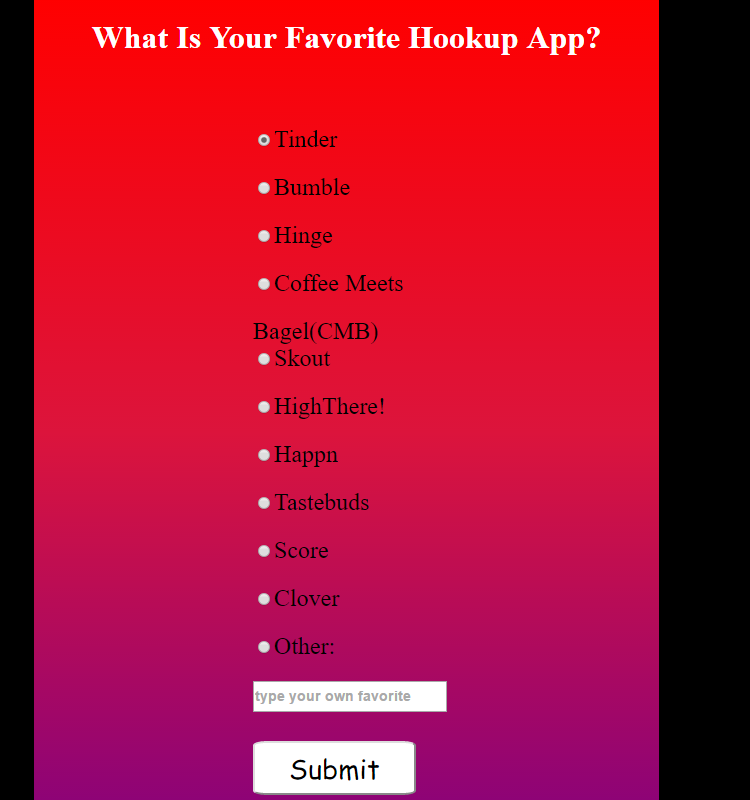 What Is Your Favorite Hookup App?
Tinder
Bumble
Hinge
Coffee Meets
Bagel(CMB)
Skout
HighThere!
Happn
Tastebuds
Score
Clover
Other:
type your own favorite
Submit